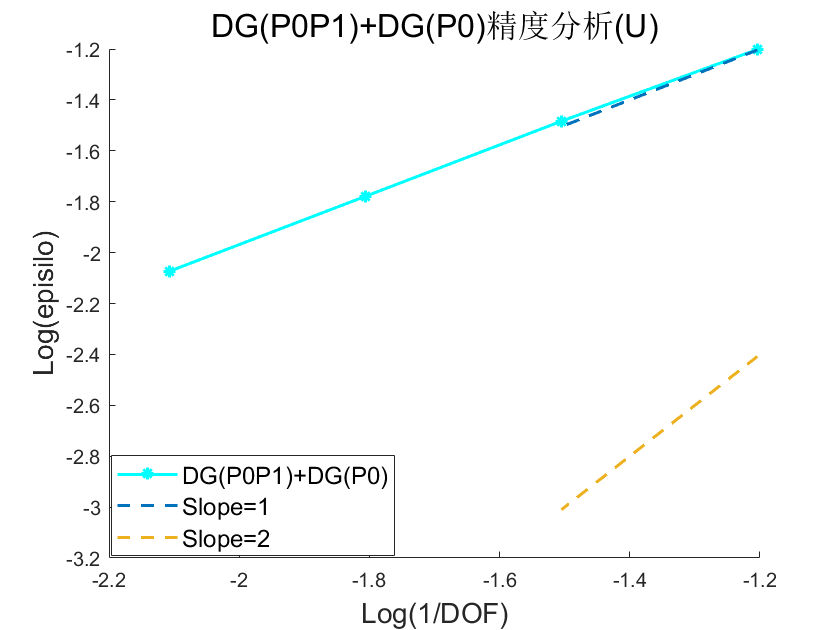 DG(P0P1)+DG(P0)精度分析(U)
-1.2
-1.4
-1.6
-1.8
-2
-2.2
-2.4
-2.6
-2.8
-3
-3.2
Log(episilo)
DG(P0P1)+DG(P0)
Slope=1
Slope=2
-2.2
-2
-1.8
-1.6
-1.4
-1.2
Log(1/DOF)